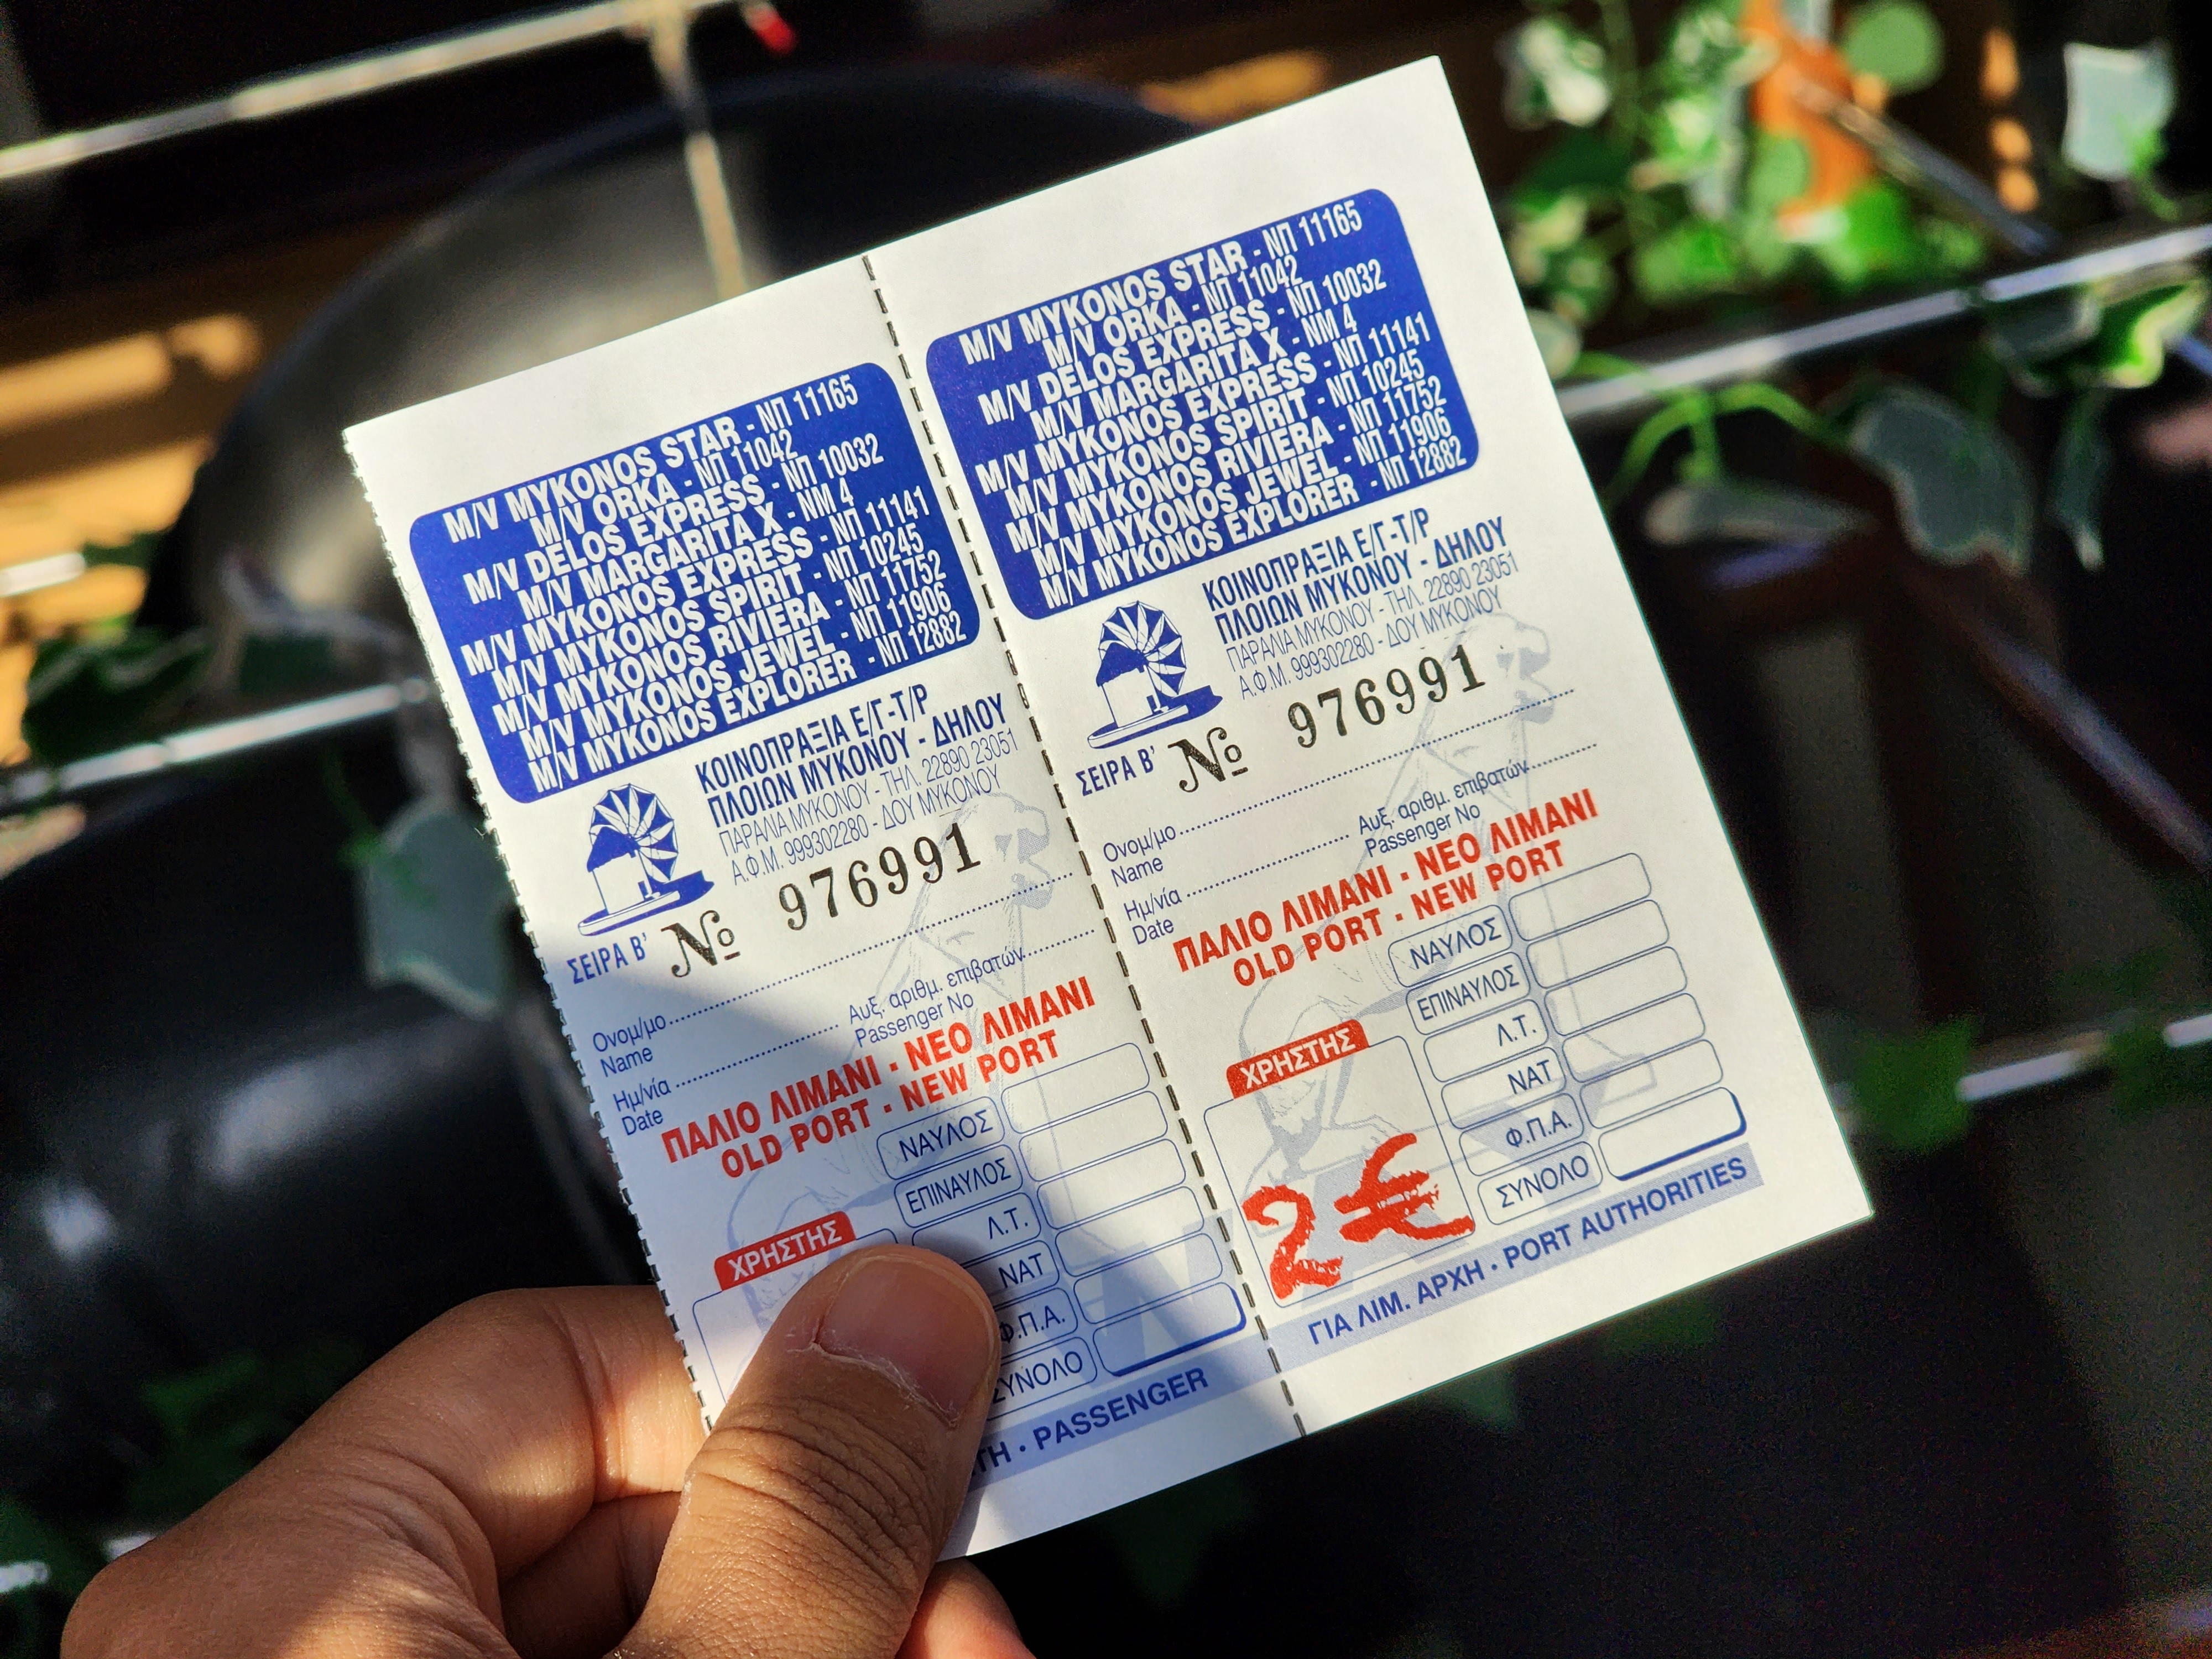 M/V MYKONOS STAR - ΝΠ 11165
M/V ORKA - ΝΠ 11042
M/V DELOS EXPRESS - ΝΠ 10032
M/V MARGARITA X - NM 4
M/V MYKONOS EXPRESS - ΝΠ 11141
M/V MYKONOS SPIRIT - ΝΠ 10245
M/V MYKONOS RIVIERA - ΝΠ 11752
M/V MYKONOS JEWEL - ΝΠ 11906
M/V MYKONOS EXPLORER - ΝΠ 12882
ΚΟΙΝΟΠΡΑΞΙΑ Ε/Γ-Τ/Ρ
ΠΛΟΙΩΝ ΜΥΚΟΝΟΥ - ΔΗΛΟΥ
ΠΑΡΑΛΙΑ ΜΥΚΟΝΟΥ - ΤΗΛ. 22890 23051
Α.Φ.Μ. 999302280 - ΔΟΥ ΜΥΚΟΝΟΥ
ΣΕΙΡΑ Β' № 976991
Ονομ/μο
Name
Ημ/νία Αυξ. αριθμ. επιβατών
Date Passenger No
ΠΑΛΙΟ ΛΙΜΑΝΙ - ΝΕΟ ΛΙΜΑΝΙ
OLD PORT - NEW PORT
ΧΡΗΣΤΗΣ
ΝΑΥΛΟΣ
ΕΠΙΝΑΥΛΟΣ
Λ.Τ.
ΝΑΤ
Φ.Π.Α.
ΣΥΝΟΛΟ
ΤΗ • PASSENGER
M/V MYKONOS STAR - ΝΠ 11165
M/V ORKA - ΝΠ 11042
M/V DELOS EXPRESS - ΝΠ 10032
M/V MARGARITA X - NM 4
M/V MYKONOS EXPRESS - ΝΠ 11141
M/V MYKONOS SPIRIT - ΝΠ 10245
M/V MYKONOS RIVIERA - ΝΠ 11752
M/V MYKONOS JEWEL - ΝΠ 11906
M/V MYKONOS EXPLORER - ΝΠ 12882
ΚΟΙΝΟΠΡΑΞΙΑ Ε/Γ-Τ/Ρ
ΠΛΟΙΩΝ ΜΥΚΟΝΟΥ - ΔΗΛΟΥ
ΠΑΡΑΛΙΑ ΜΥΚΟΝΟΥ - ΤΗΛ. 22890 23051
Α.Φ.Μ. 999302280 - ΔΟΥ ΜΥΚΟΝΟΥ
ΣΕΙΡΑ Β' № 976991
Ονομ/μο
Name
Ημ/νία Αυξ. αριθμ. επιβατών
Date Passenger No
ΠΑΛΙΟ ΛΙΜΑΝΙ - ΝΕΟ ΛΙΜΑΝΙ
OLD PORT - NEW PORT
ΧΡΗΣΤΗΣ
2€
ΝΑΥΛΟΣ
ΕΠΙΝΑΥΛΟΣ
Λ.Τ.
ΝΑΤ
Φ.Π.Α.
ΣΥΝΟΛΟ
ΓΙΑ ΛΙΜ. ΑΡΧΗ • PORT AUTHORITIES